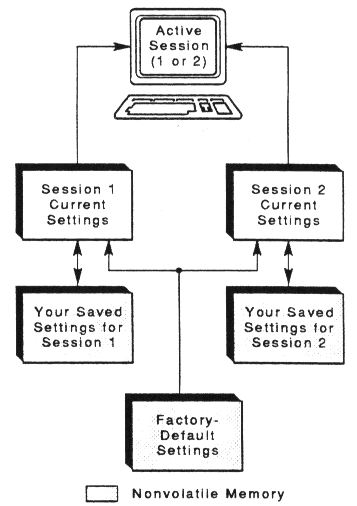 Active
Session
(1 or 2)
Session 1
Current
Settings
Session 2
Current
Settings
Your Saved
Settings for
Session 1
Your Saved
Settings for
Session 2
Factory-
Default
Settings
Nonvolatile Memory